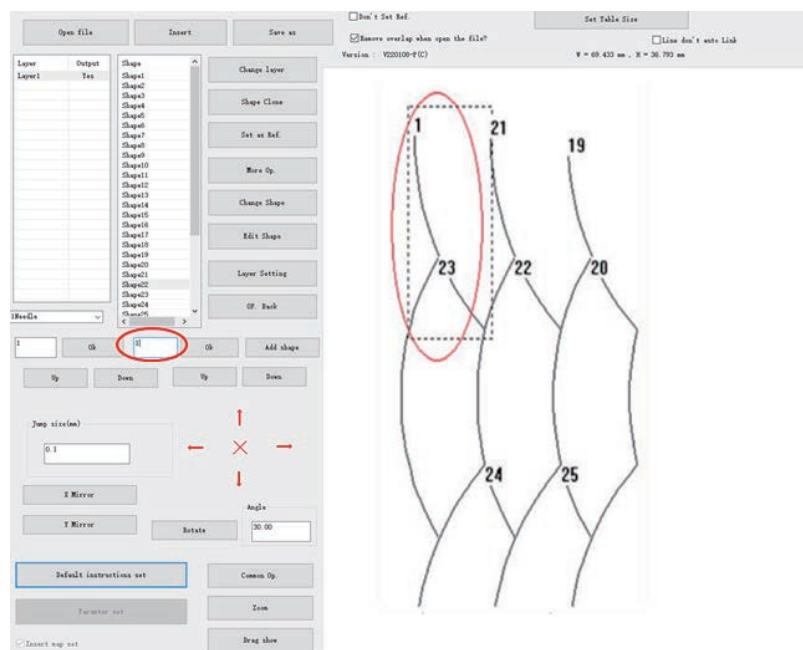 Open file Insert Save as
Don't Set Ref.
Set Table Size
Remove overlap when open the file?
Line don't auto Link
Version : V220108-P(C)
W = 69.433 mm , H = 36.793 mm
Layer Output
Layer1 Yes
Shape
Shape1
Shape2
Shape3
Shape4
Shape5
Shape6
Shape7
Shape8
Shape9
Shape10
Shape11
Shape12
Shape13
Shape14
Shape15
Shape16
Shape17
Shape18
Shape19
Shape20
Shape21
Shape22
Shape23
Shape24
Shape25
Change layer
Shape Clone
Set as Ref.
More Op.
Change Shape
Edit Shape
Layer Setting
OP. Back
1 Ok 1 Ok Add shape
Up Down Up Down
Jump size(mm)
0.1
X Mirror
Y Mirror
Rotate
Angle
30.00
Default instructions set
Common Op.
Paramter set
Zoom
Insert map set
Drag show
1 21 19
23 22 20
24 25